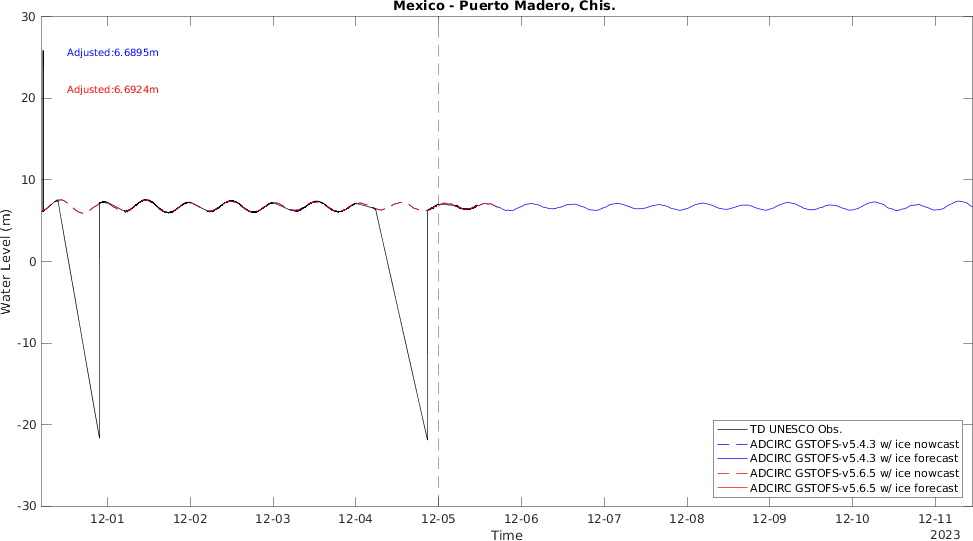 Mexico - Puerto Madero, Chis.
30
20
10
0
-10
-20
-30
Water Level (m)
Adjusted:6.6895m
Adjusted:6.6924m
TD UNESCO Obs.
ADCIRC GSTOFS-v5.4.3 w/ ice nowcast
ADCIRC GSTOFS-v5.4.3 w/ ice forecast
ADCIRC GSTOFS-v5.6.5 w/ ice nowcast
ADCIRC GSTOFS-v5.6.5 w/ ice forecast
12-01 12-02 12-03 12-04 12-05 12-06 12-07 12-08 12-09 12-10 12-11
Time
2023